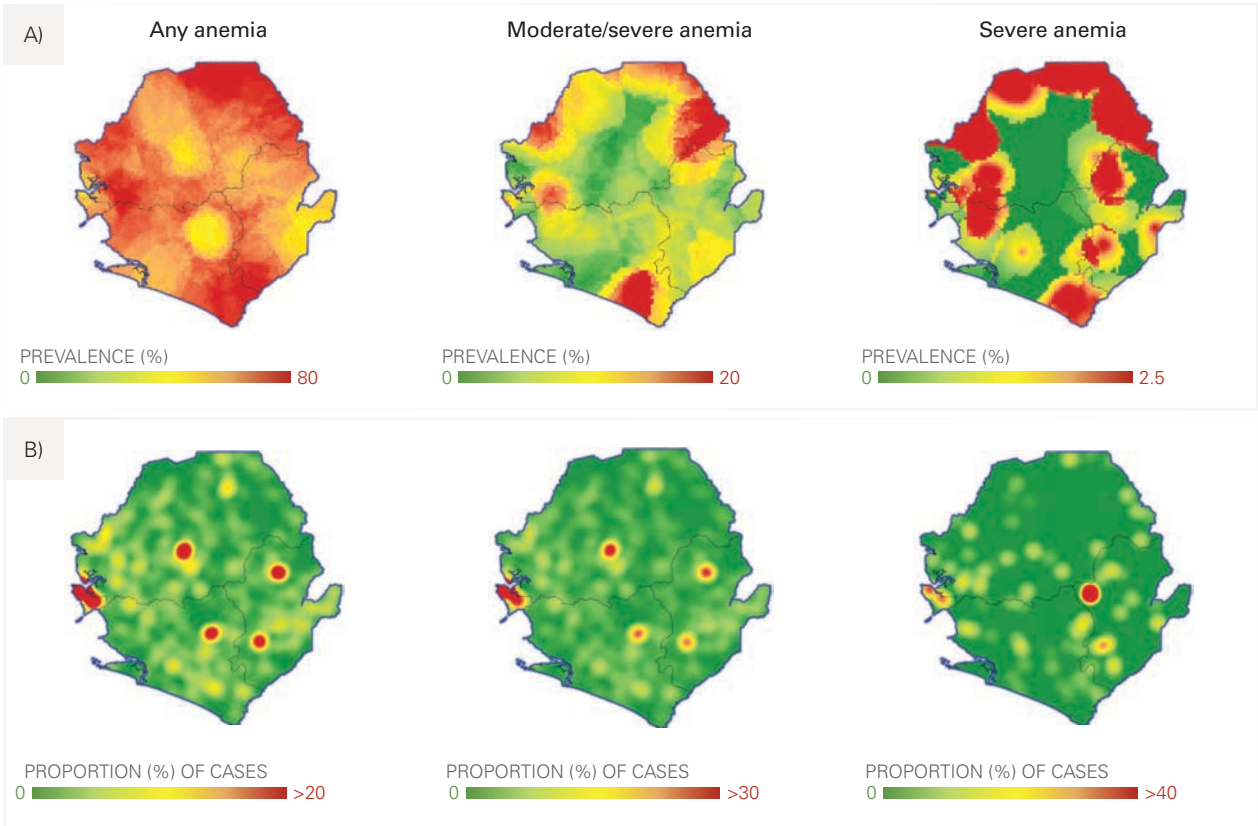 A)
Any anemia
Moderate/severe anemia
Severe anemia
PREVALENCE (%)
0 80
PREVALENCE (%)
0 20
PREVALENCE (%)
0 2.5
B)
PROPORTION (%) OF CASES
0 >20
PROPORTION (%) OF CASES
0 >30
PROPORTION (%) OF CASES
0 >40